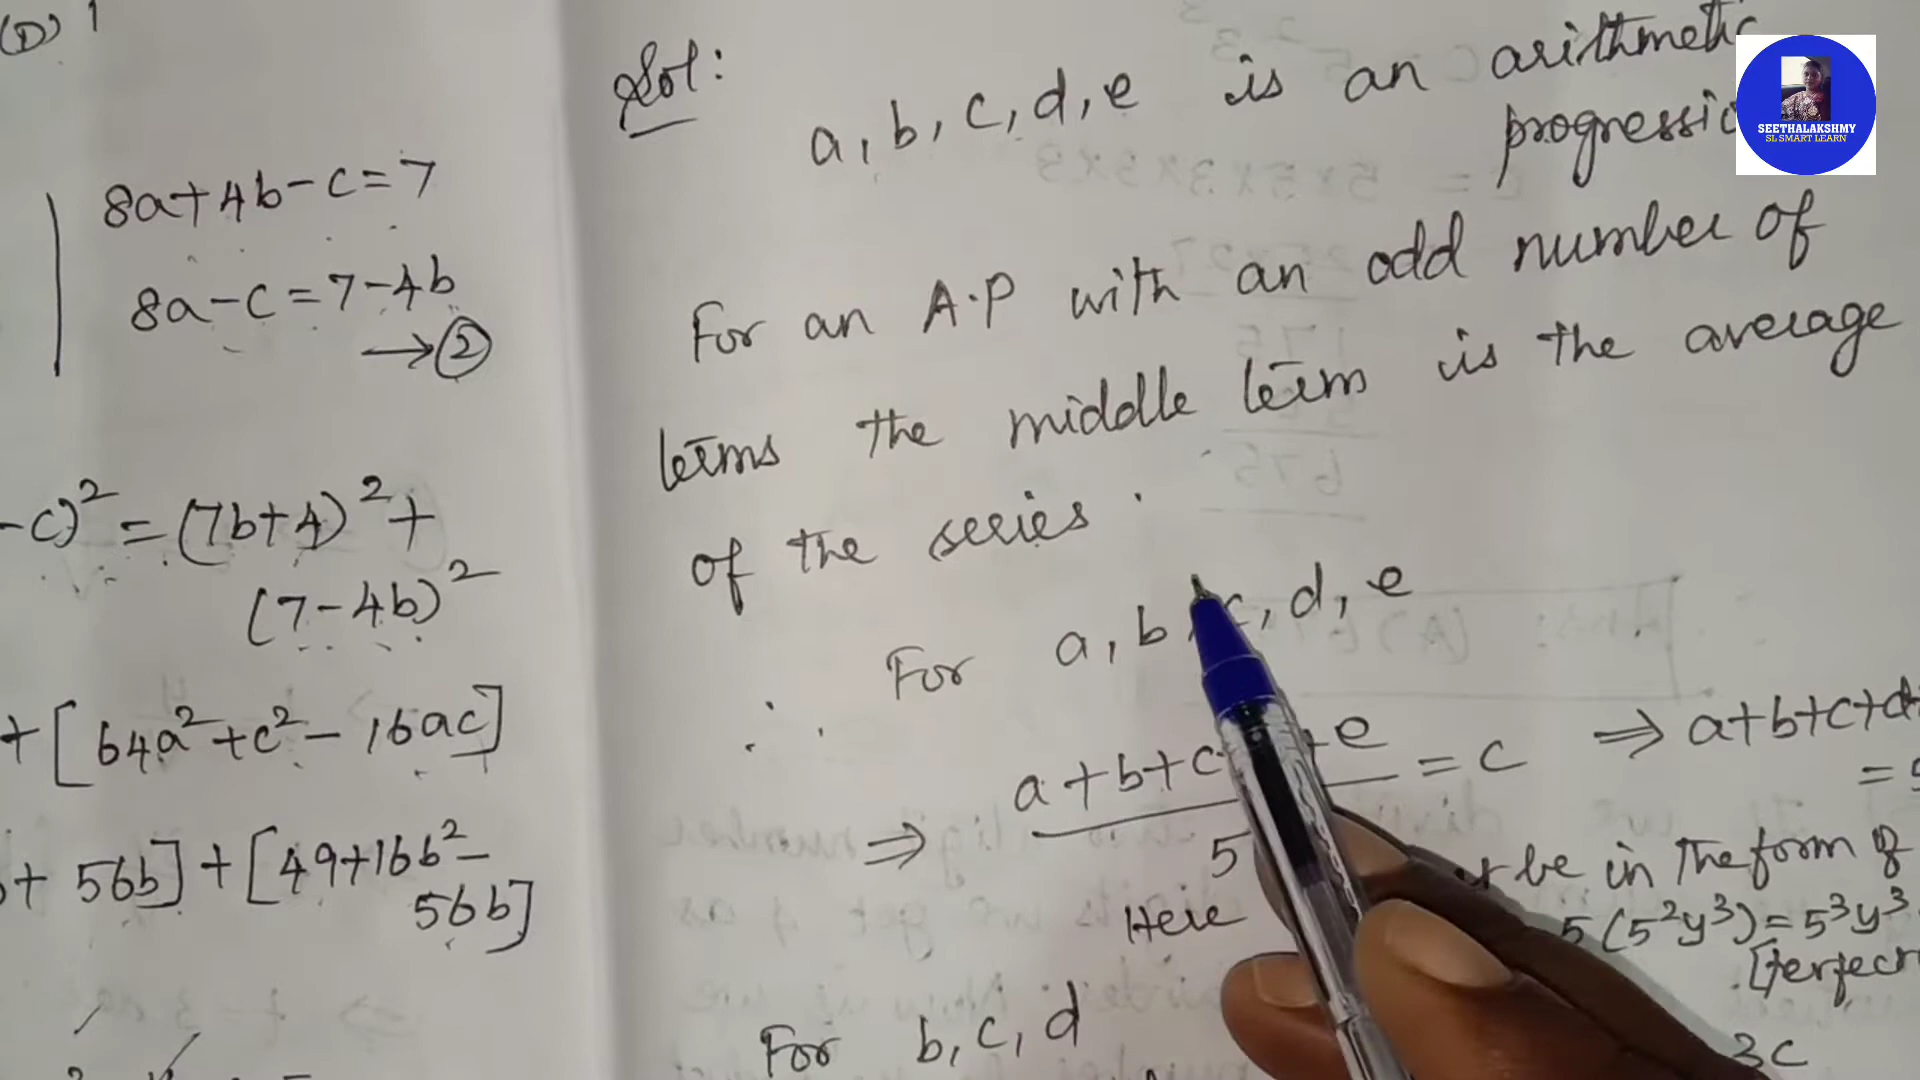 (D) 1
8a+4b-c=7
8a-c=7-4b
→②
-c)² = (7b+4)²+
(7-4b)²
+[64a²+c²-16ac]
+56b]+[49+16b²-
56b]
Sol:
a, b, c, d, e is an arithmetic
For an A.P with an odd number of
terms the middle term is the average
of the series.
∴ For a, b, c, d, e
⇒ a+b+c +e = c ⇒ a+b+c+d+
5
Here be in the form of
5(5²y³)=5³y³
For b, c, d
3c
SEETHALAKSHMY
SL SMART LEARN